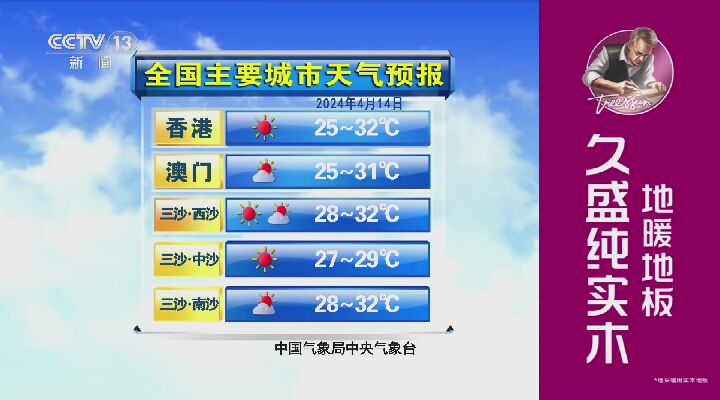 CCTV 13
新闻
全国主要城市天气预报
2024年4月14日
香港 25~32℃
澳门 25~31℃
三沙·西沙 28~32℃
三沙·中沙 27~29℃
三沙·南沙 28~32℃
中国气象局中央气象台
treessun
久盛纯实木
地暖地板